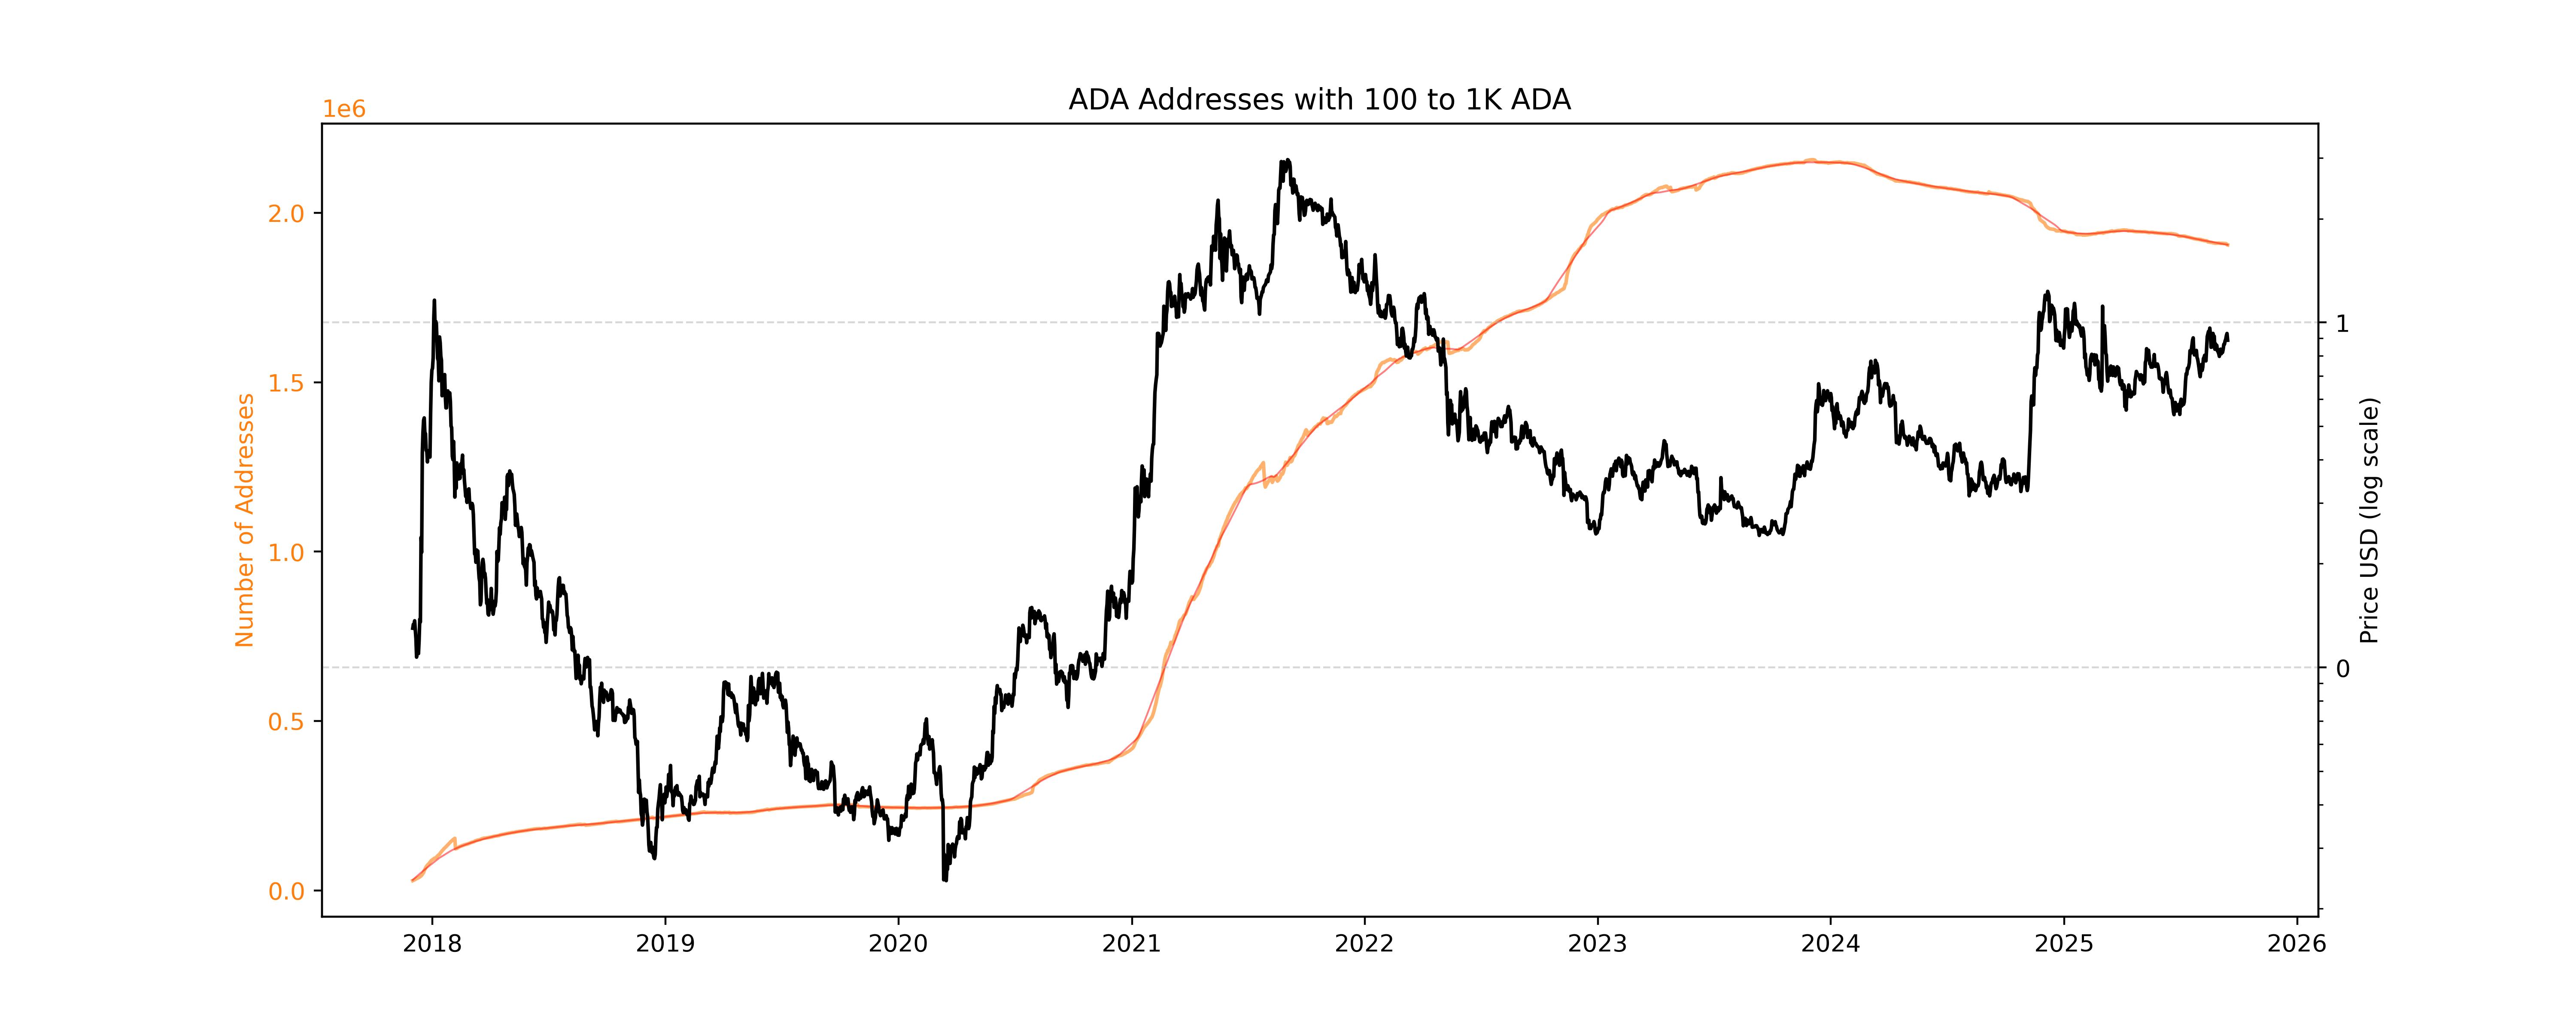 ADA Addresses with 100 to 1K ADA
1e6
Number of Addresses
2.0
1.5
1.0
0.5
0.0
1
0
Price USD (log scale)
2018 2019 2020 2021 2022 2023 2024 2025 2026